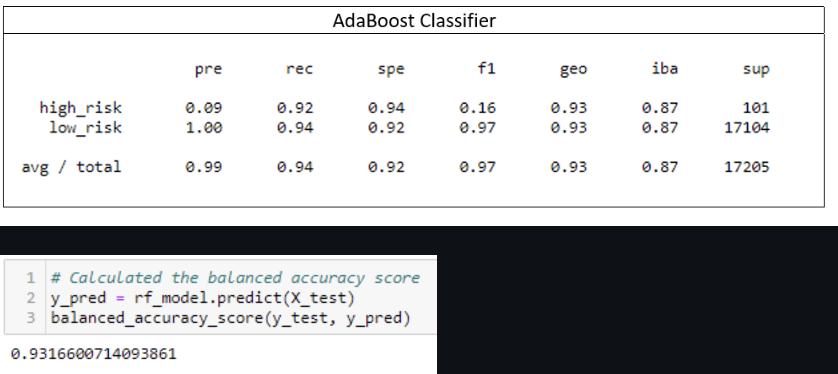 AdaBoost Classifier
pre rec spe f1 geo iba sup
high_risk 0.09 0.92 0.94 0.16 0.93 0.87 101
low_risk 1.00 0.94 0.92 0.97 0.93 0.87 17104
avg / total 0.99 0.94 0.92 0.97 0.93 0.87 17205
1 # Calculated the balanced accuracy score
2 y_pred = rf_model.predict(X_test)
3 balanced_accuracy_score(y_test, y_pred)
0.9316600714093861